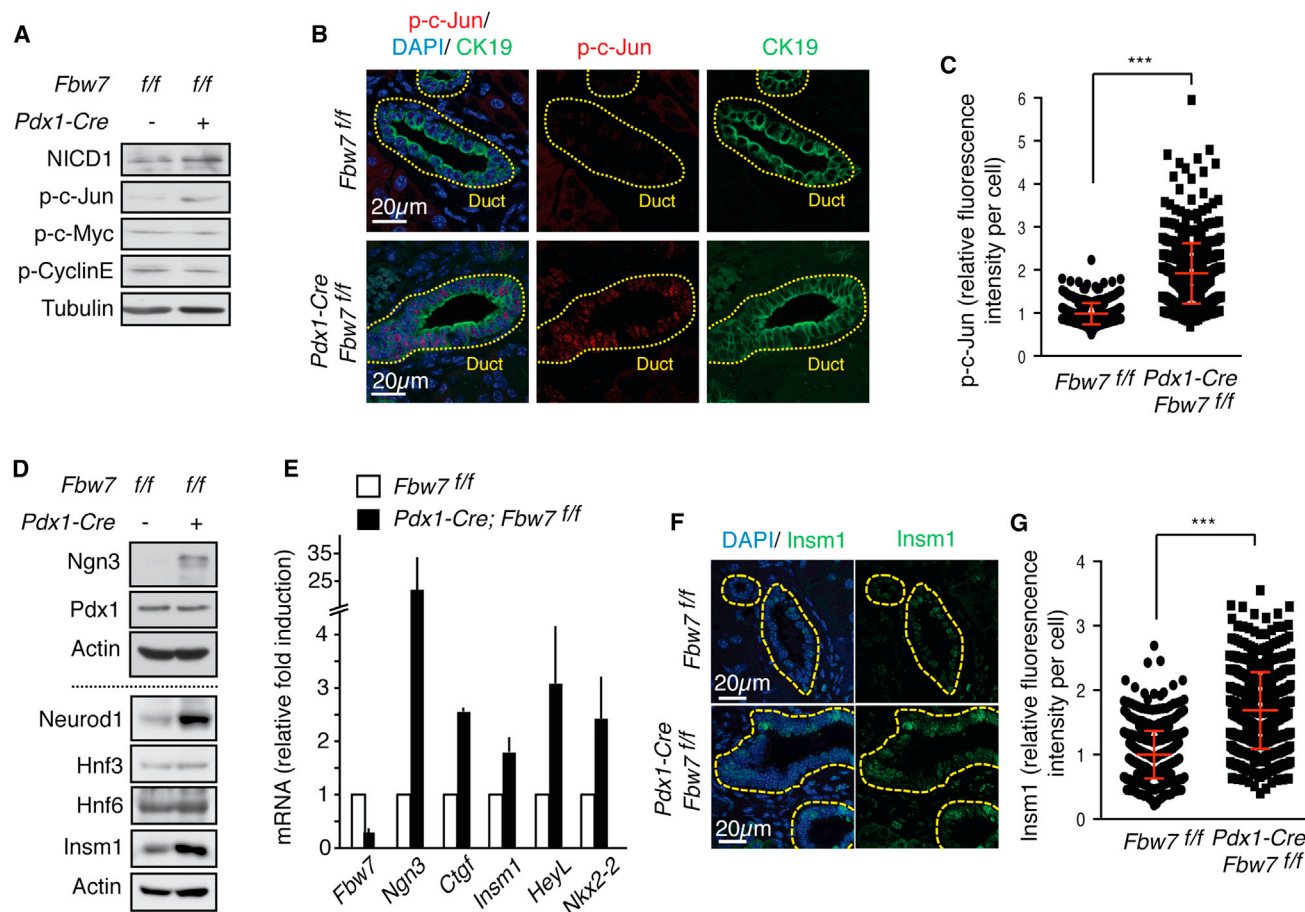 A
Fbw7 f/f f/f
Pdx1-Cre - +
NICD1
p-c-Jun
p-c-Myc
p-CyclinE
Tubulin
B
p-c-Jun/
DAPI/ CK19
p-c-Jun
CK19
Fbw7 f/f
Duct
20µm
Duct
Duct
Pdx1-Cre
Fbw7 f/f
Duct
20µm
Duct
Duct
C
***
p-c-Jun (relative fluorescence
intensity per cell)
6
5
4
3
2
1
0
Fbw7 f/f
Pdx1-Cre
Fbw7 f/f
D
Fbw7 f/f f/f
Pdx1-Cre - +
Ngn3
Pdx1
Actin
Neurod1
Hnf3
Hnf6
Insm1
Actin
E
Fbw7 f/f
Pdx1-Cre; Fbw7 f/f
mRNA (relative fold induction)
35
25
4
3
2
1
0
Fbw7
Ngn3
Ctgf
Insm1
HeyL
Nkx2-2
F
DAPI/ Insm1
Insm1
Fbw7 f/f
20µm
Pdx1-Cre
Fbw7 f/f
20µm
G
***
Insm1 (relative fluorescence
intensity per cell)
4
3
2
1
0
Fbw7 f/f
Pdx1-Cre
Fbw7 f/f